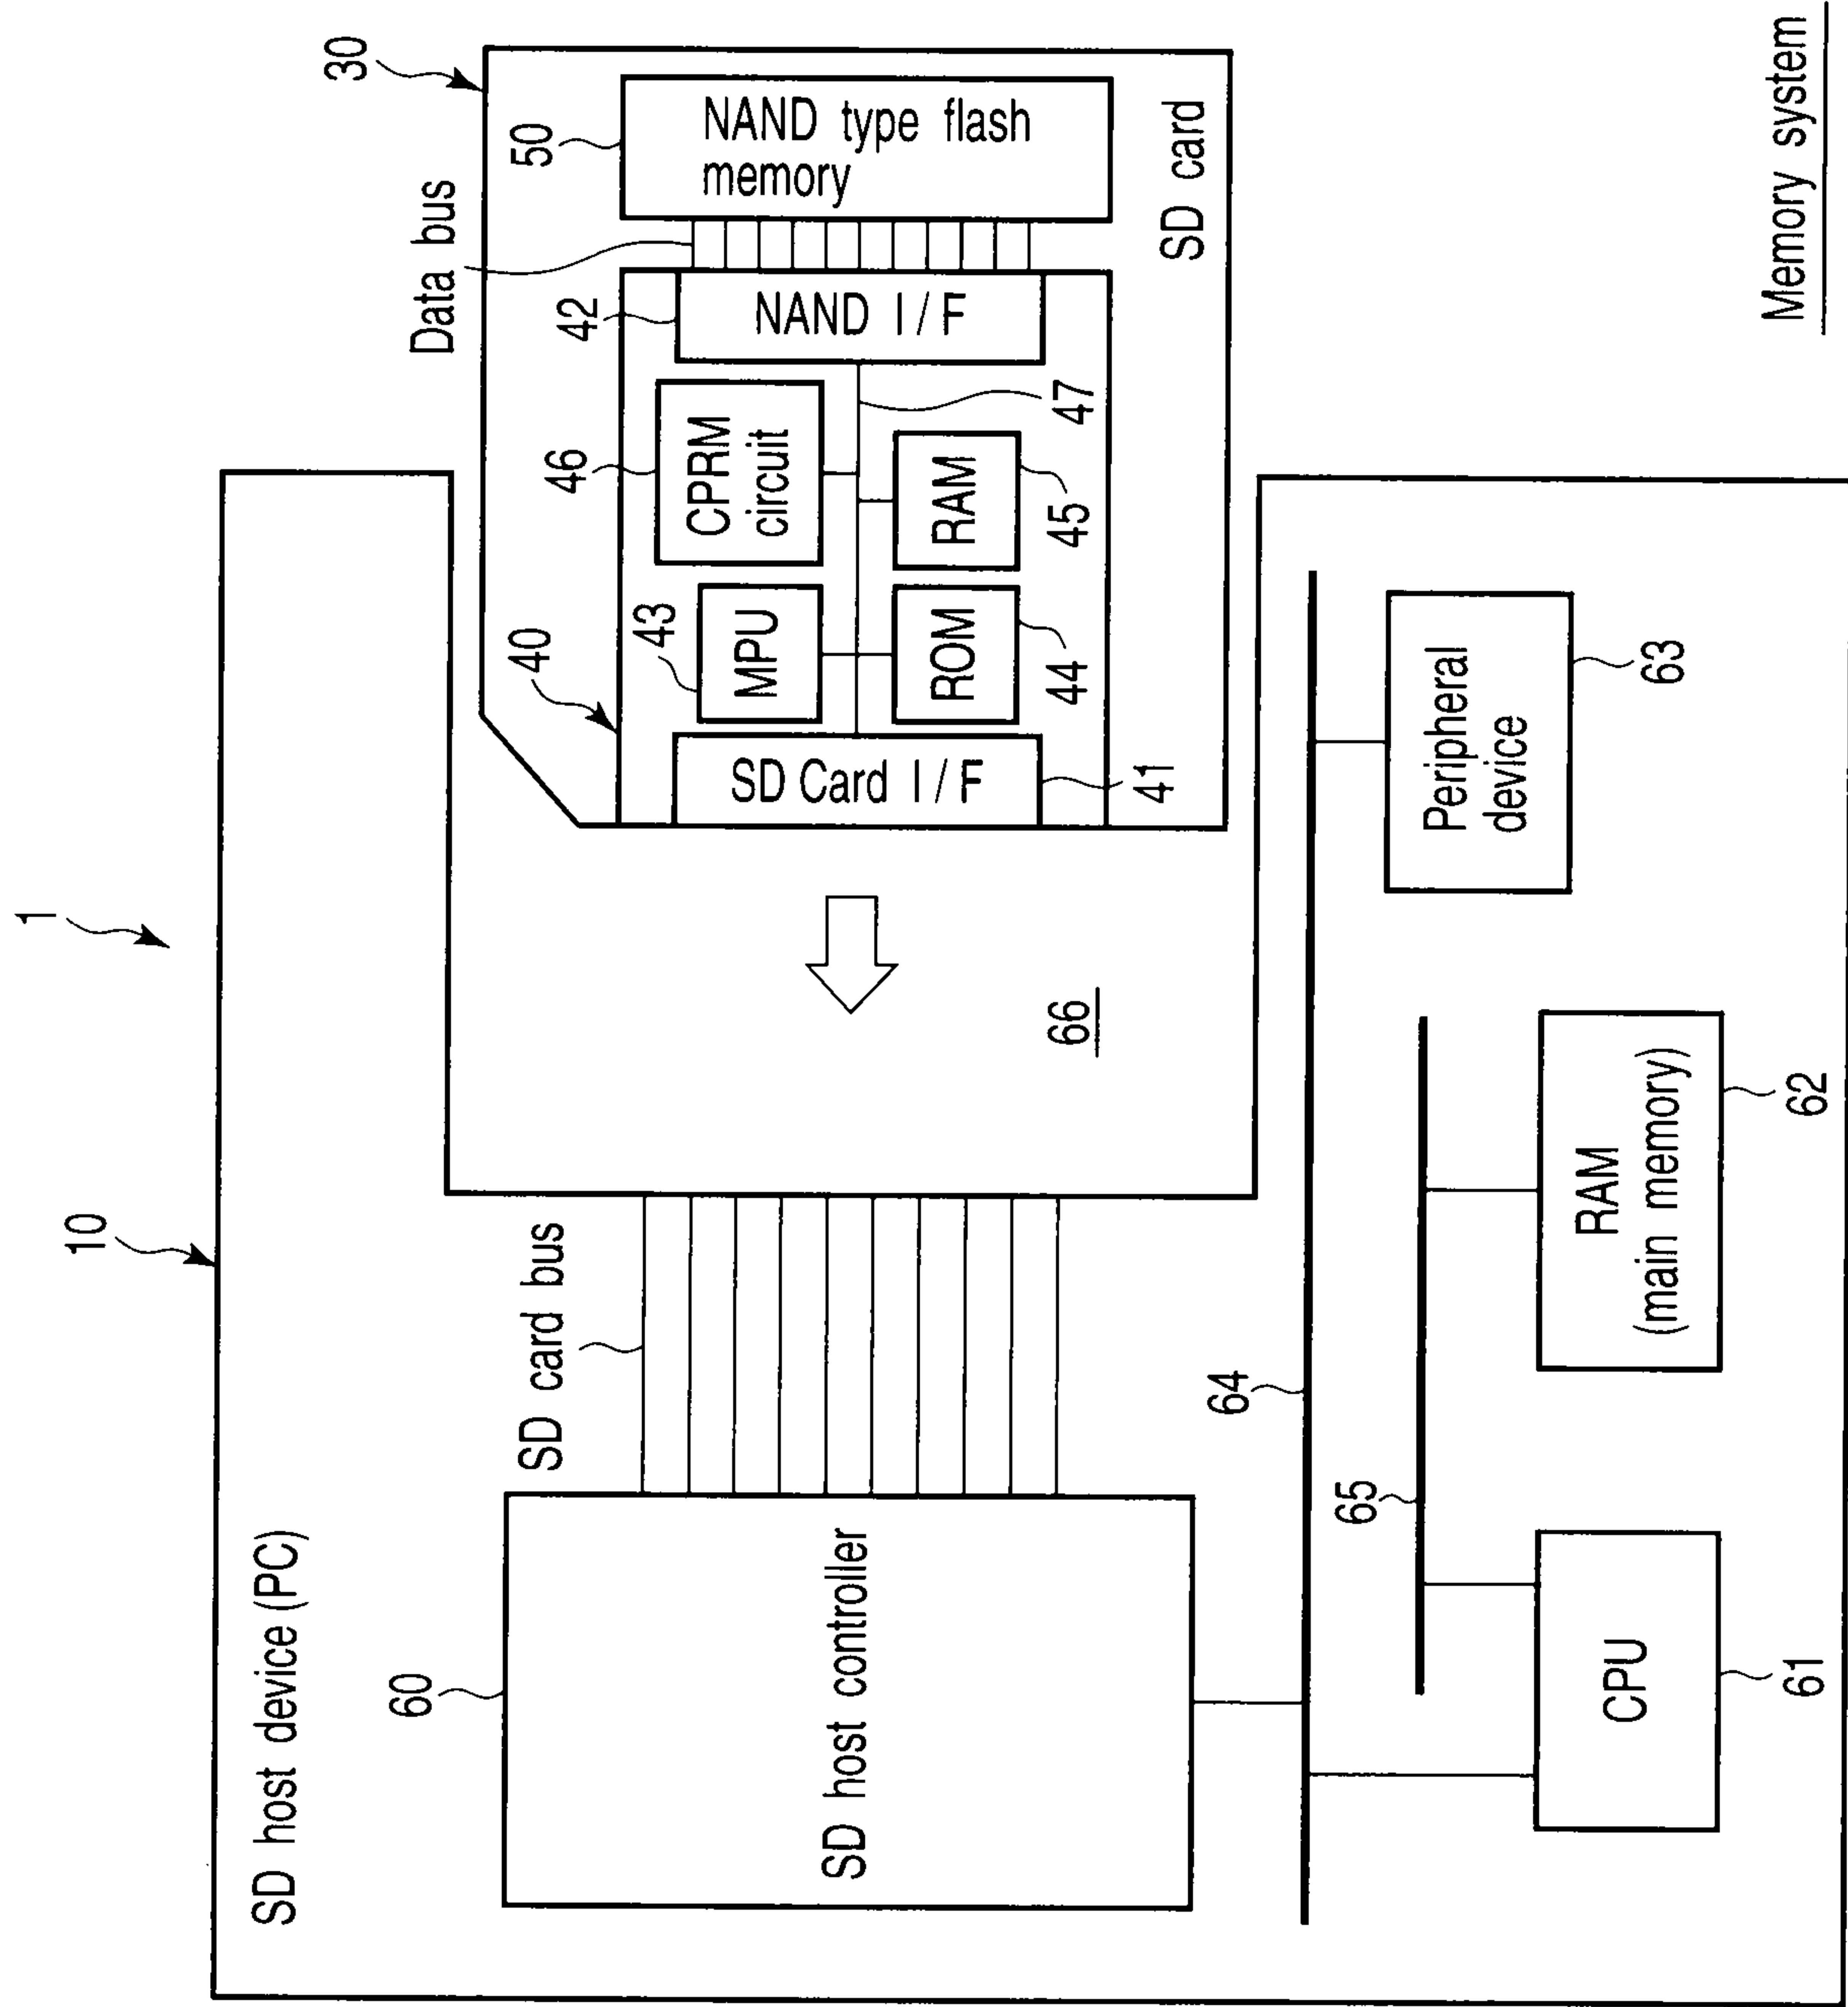 1
10
SD host device (PC)
30
SD card
50
NAND type flash
memory
Data bus
42
NAND I/F
46
CPRM
circuit
47
40
43
MPU
RAM
45
ROM
44
SD Card I/F
41
66
SD card bus
60
SD host controller
64
65
Peripheral
device
63
RAM
(main memory)
62
CPU
61
Memory system